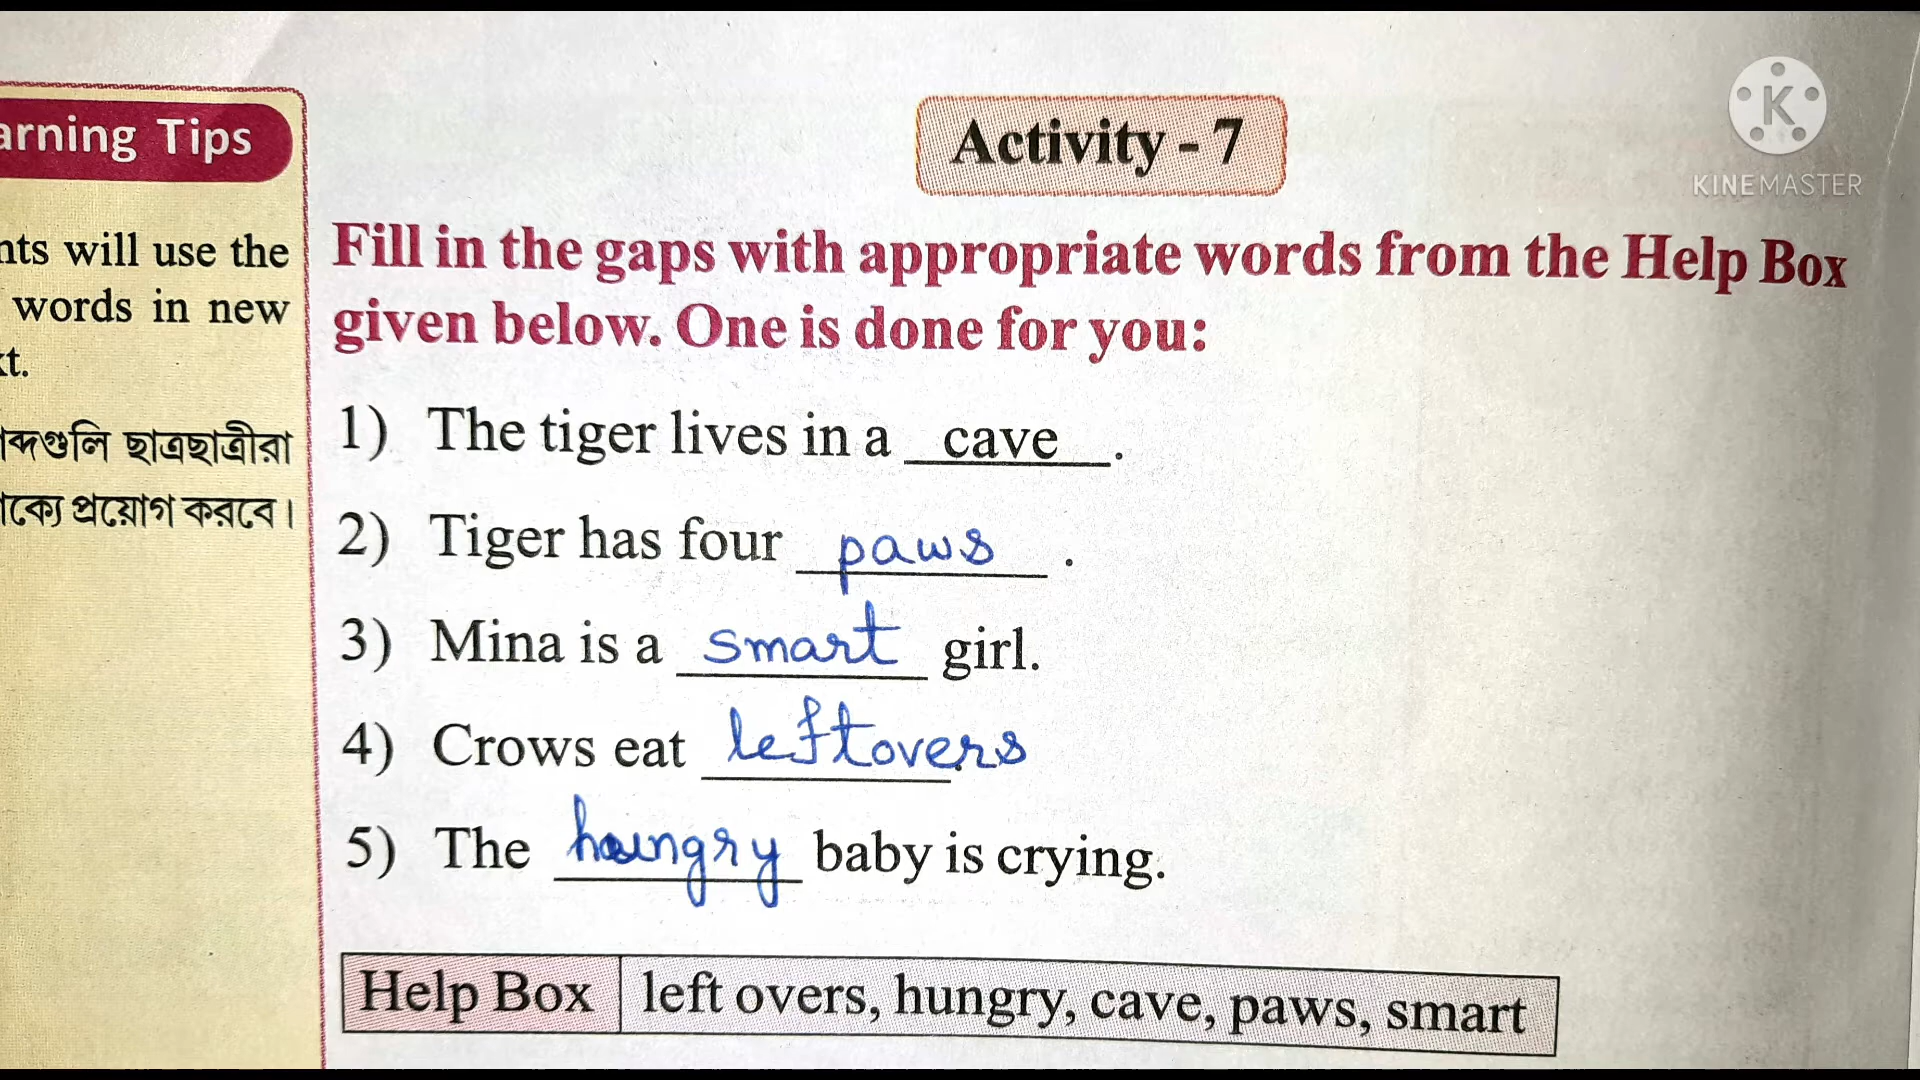 arning Tips
nts will use the
words in new
xt.
ব্দগুলি ছাত্রছাত্রীরা
াক্যে প্রয়োগ করবে।
Activity - 7
KINEMASTER
Fill in the gaps with appropriate words from the Help Box
given below. One is done for you:
1) The tiger lives in a cave.
2) Tiger has four paws.
3) Mina is a smart girl.
4) Crows eat leftovers.
5) The hungry baby is crying.
Help Box left overs, hungry, cave, paws, smart